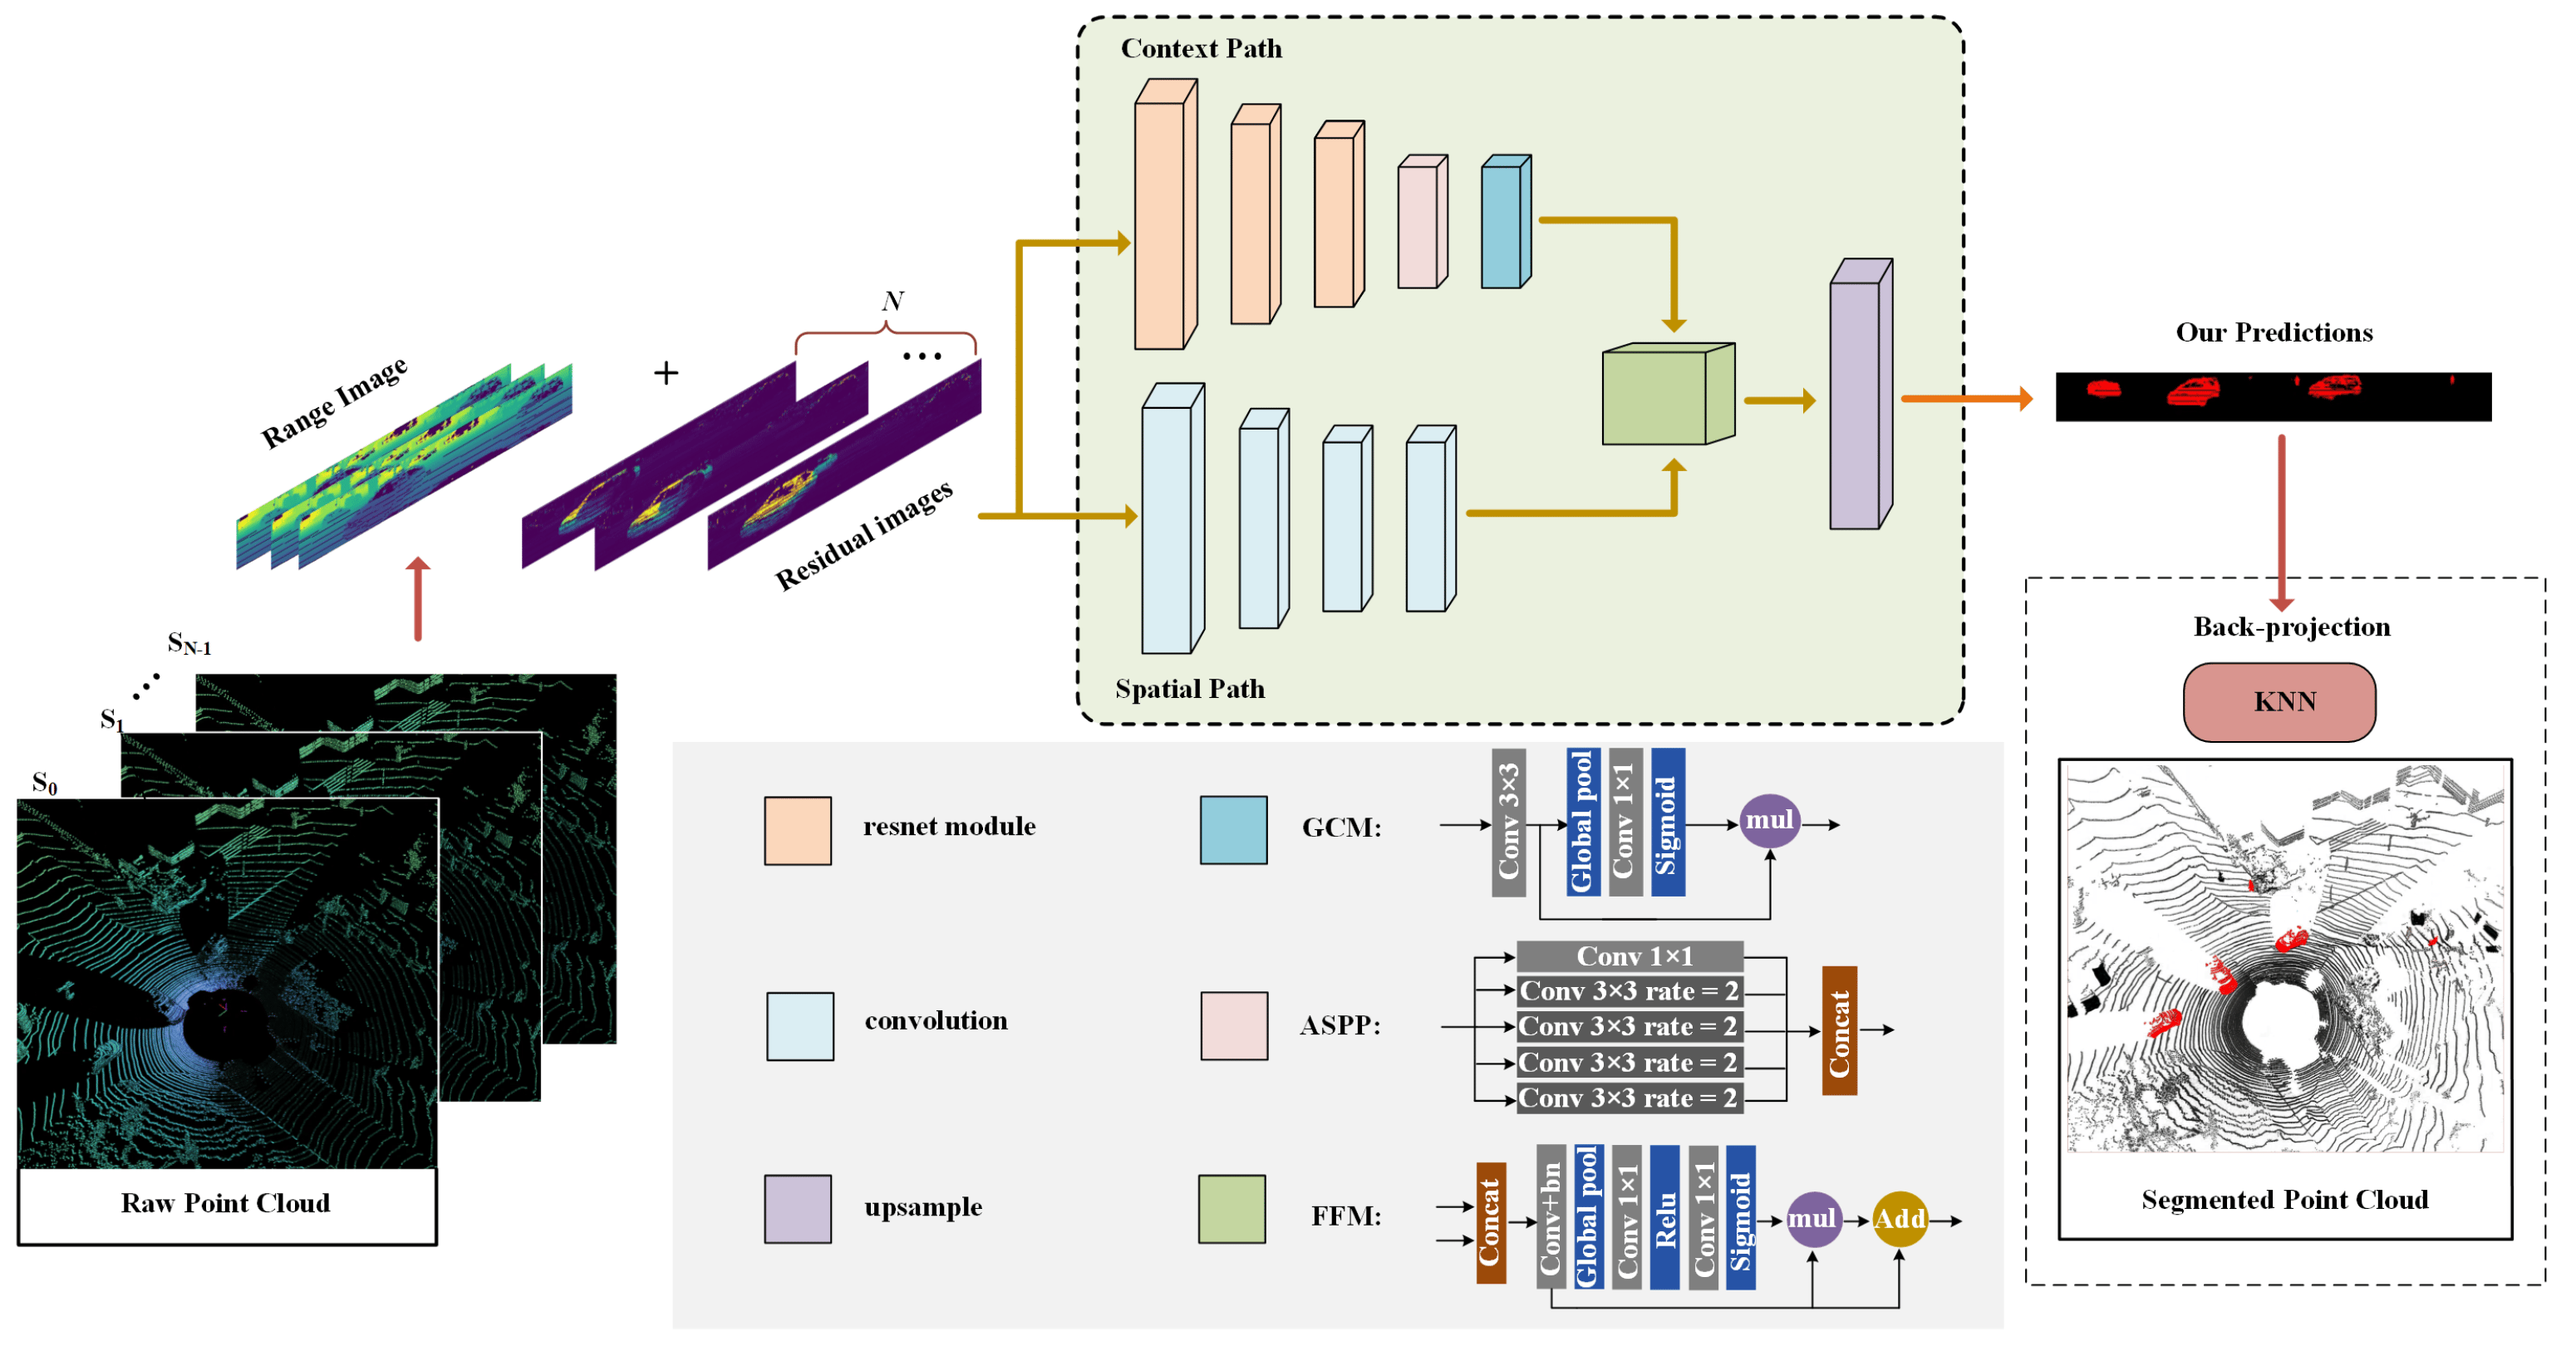 Context Path
N
Our Predictions
Range Image
+
...
Residual images
Back-projection
S_N-1
...
Spatial Path
KNN
S_1
S_0
resnet module
GCM:
Conv 3×3
Global pool
Conv 1×1
Sigmoid
mul
convolution
ASPP:
Conv 1×1
Conv 3×3 rate = 2
Conv 3×3 rate = 2
Conv 3×3 rate = 2
Conv 3×3 rate = 2
Concat
Raw Point Cloud
upsample
FFM:
Concat
Conv+bn
Global pool
Conv 1×1
Relu
Conv 1×1
Sigmoid
mul
Add
Segmented Point Cloud